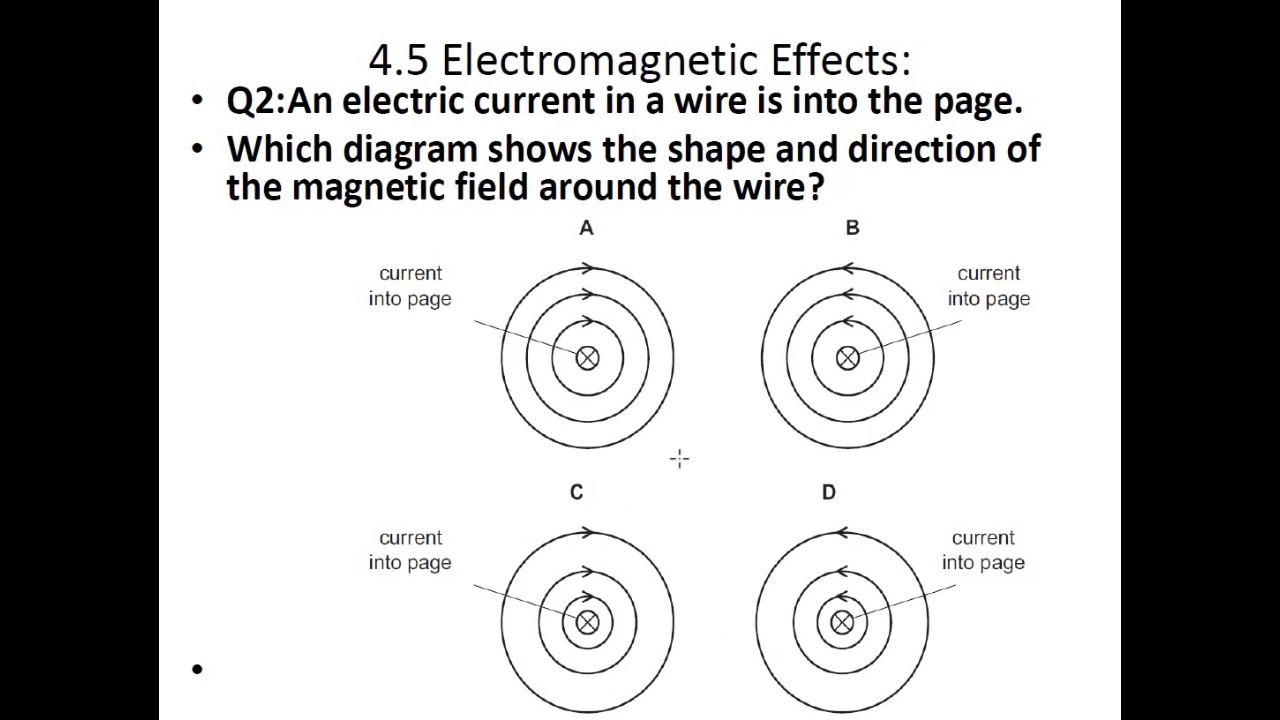 4.5 Electromagnetic Effects:
• Q2:An electric current in a wire is into the page.
• Which diagram shows the shape and direction of
the magnetic field around the wire?
A
B
current
into page
current
into page
C
D
current
into page
current
into page
•